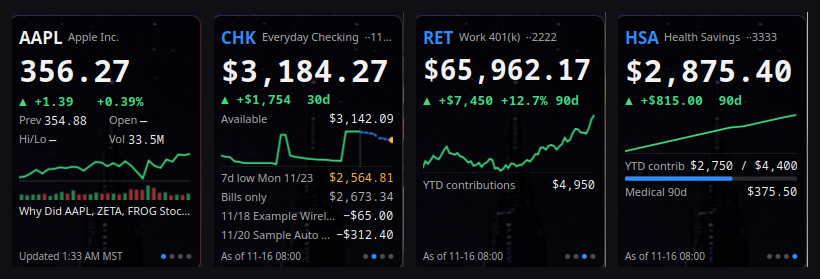 AAPL Apple Inc.
356.27
▲ +1.39 +0.39%
Prev 354.88 Open —
Hi/Lo — Vol 33.5M
Why Did AAPL, ZETA, FROG Stoc...
Updated 1:33 AM MST
CHK Everyday Checking ··11...
$3,184.27
▲ +$1,754 30d
Available $3,142.09
7d low Mon 11/23 $2,564.81
Bills only $2,673.34
11/18 Example Wirel... −$65.00
11/20 Sample Auto ... −$312.40
As of 11-16 08:00
RET Work 401(k) ··2222
$65,962.17
▲ +$7,450 +12.7% 90d
YTD contributions $4,950
As of 11-16 08:00
HSA Health Savings ··3333
$2,875.40
▲ +$815.00 90d
YTD contrib $2,750 / $4,400
Medical 90d $375.50
As of 11-16 08:00